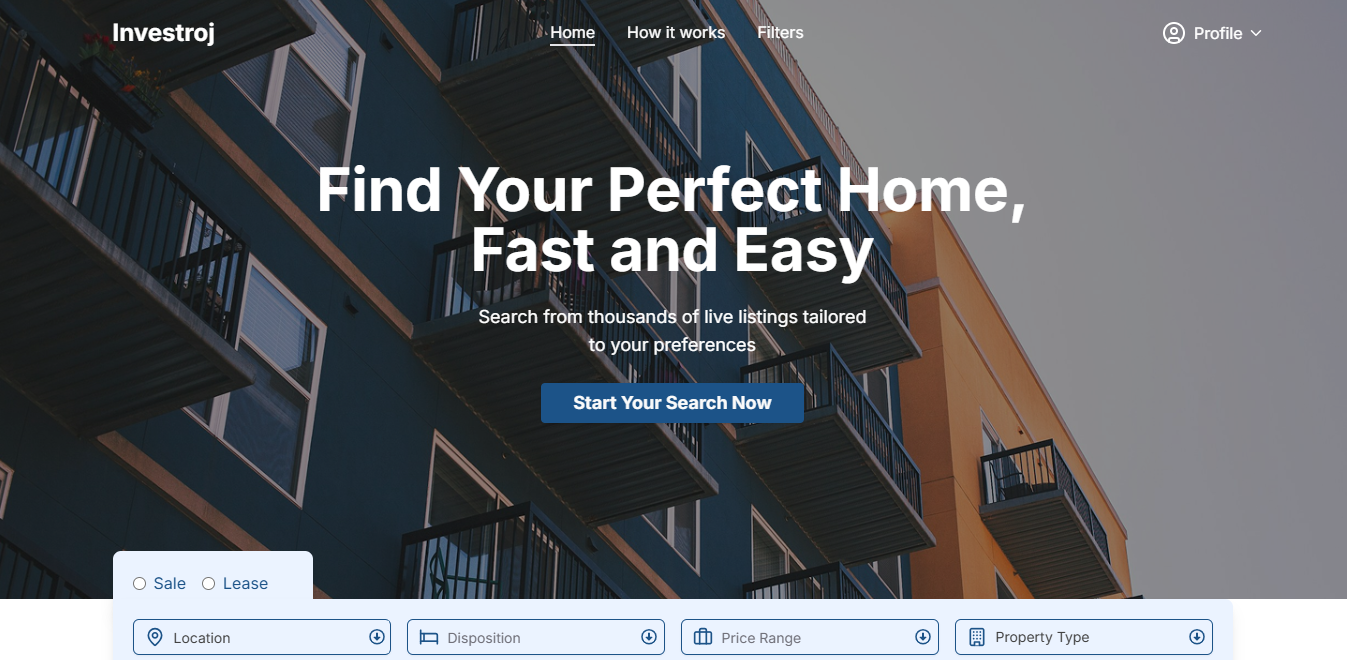 Investroj
Home
How it works
Filters
Profile
Find Your Perfect Home,
Fast and Easy
Search from thousands of live listings tailored
to your preferences
Start Your Search Now
Sale
Lease
Location
Disposition
Price Range
Property Type